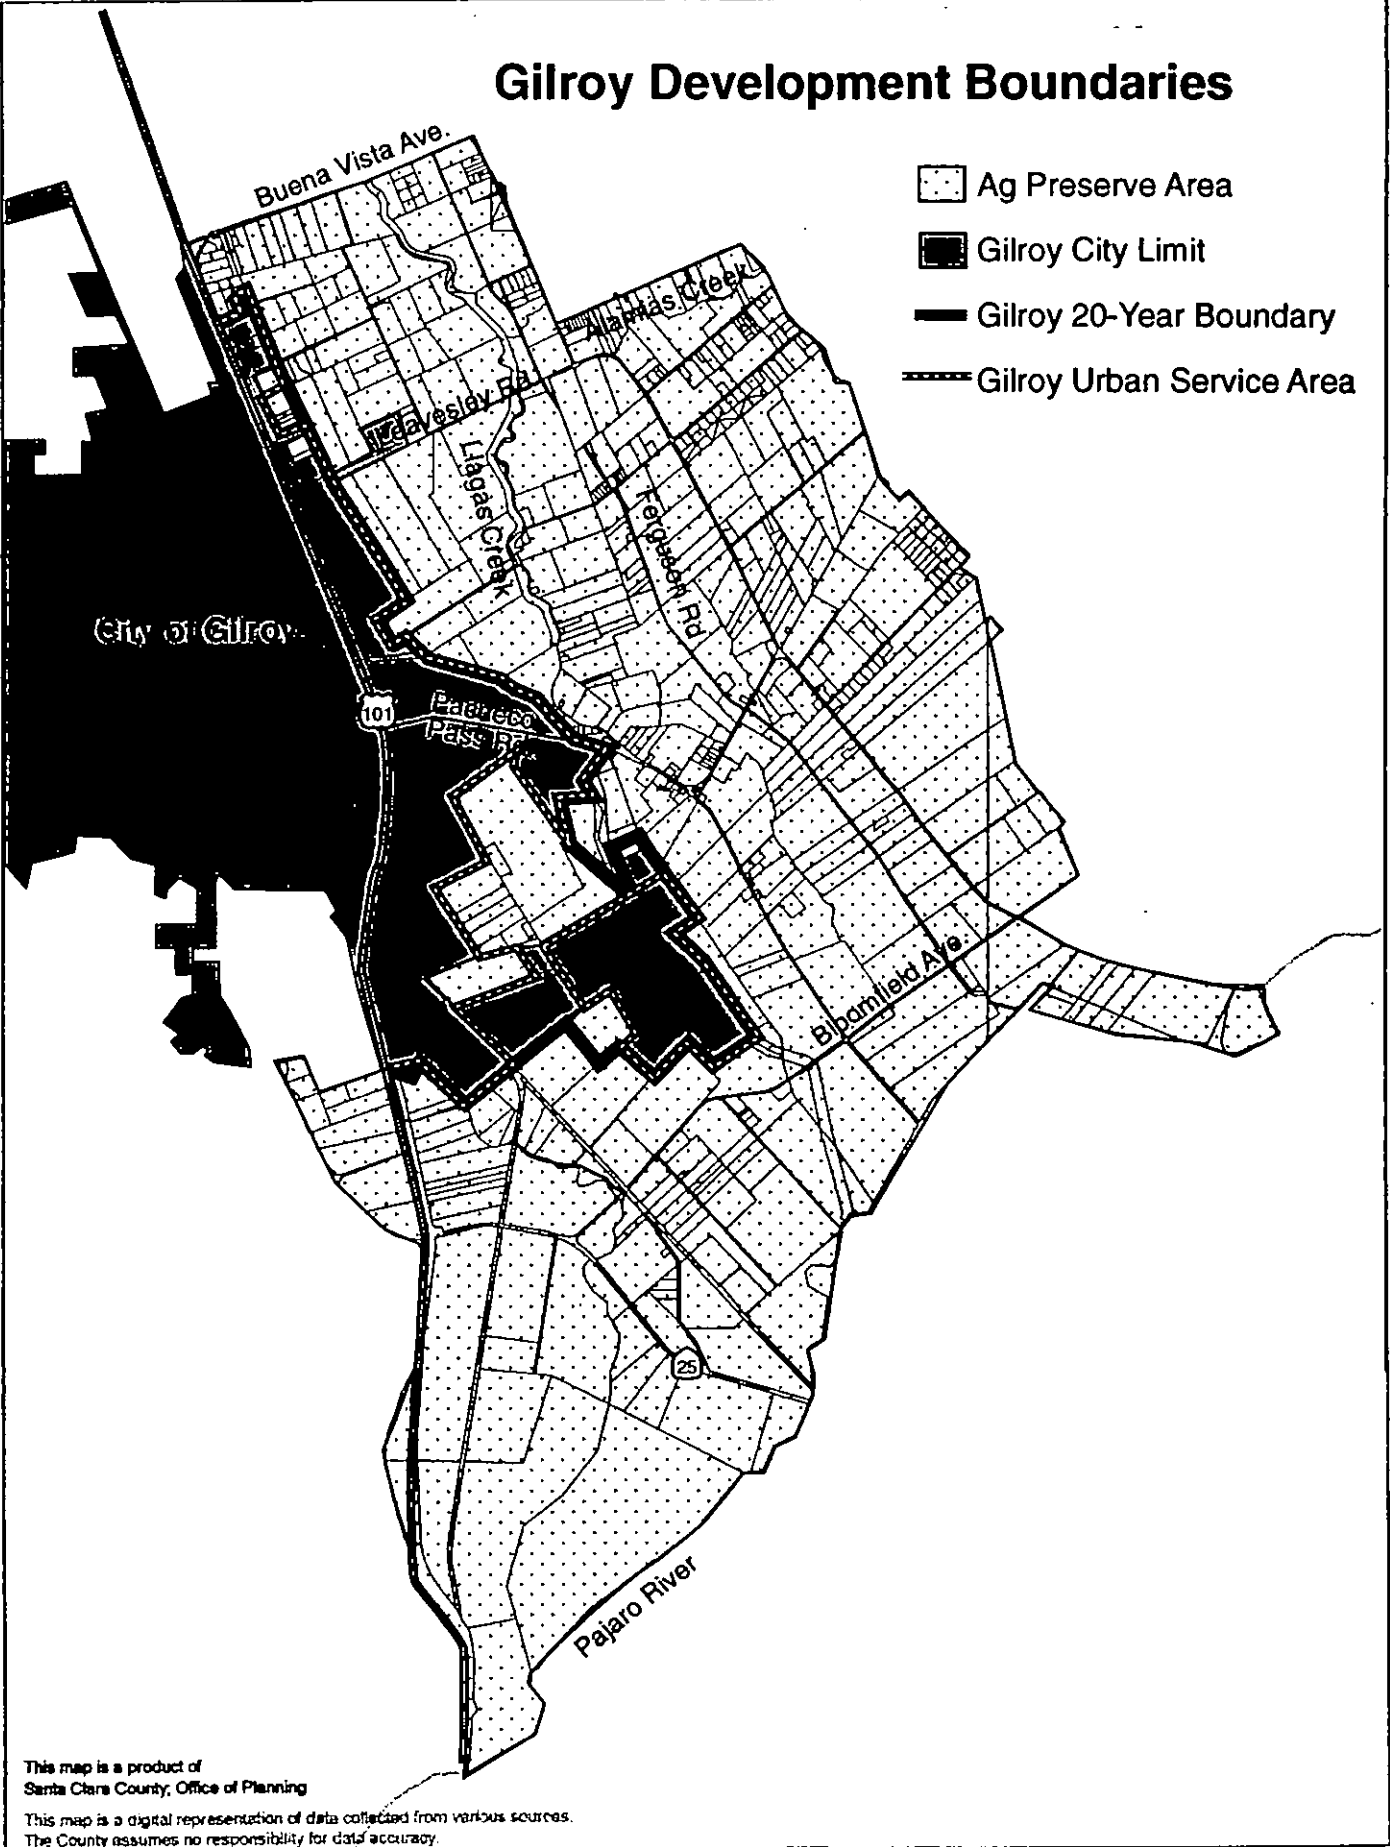 Gilroy Development Boundaries
Buena Vista Ave.
Ag Preserve Area
Gilroy City Limit
Gilroy 20-Year Boundary
Gilroy Urban Service Area
Alamias Creek
Leavesley Rd
Llagas Creek
Ferguson Rd
City of Gilroy
101
Pacheco
Pass Rd.
Bloomfield Ave.
25
Pajaro River
This map is a product of
Santa Clara County, Office of Planning
This map is a digital representation of data collected from various sources.
The County assumes no responsibility for data accuracy.